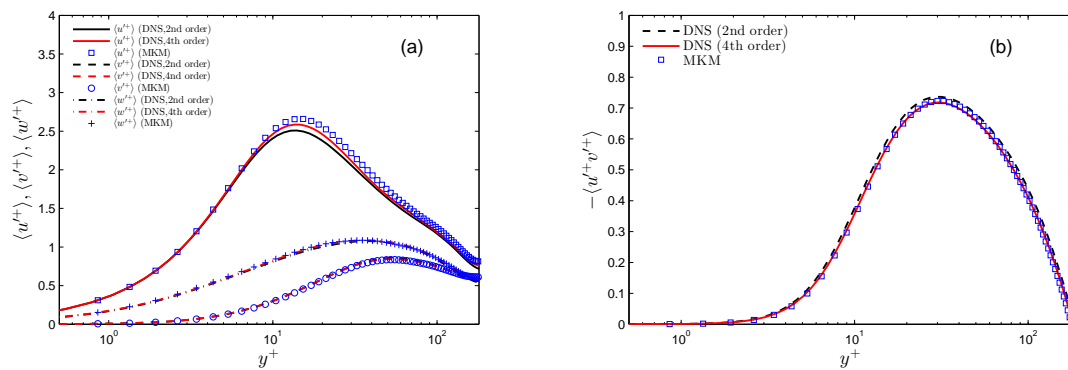 4
3.5
3
2.5
2
1.5
1
0.5
0
⟨u′+⟩, ⟨v′+⟩, ⟨w′+⟩
⟨u′+⟩ (DNS,2nd order)
⟨u′+⟩ (DNS,4th order)
⟨u′+⟩ (MKM)
⟨v′+⟩ (DNS,2nd order)
⟨v′+⟩ (DNS,4nd order)
⟨v′+⟩ (MKM)
⟨w′+⟩ (DNS,2nd order)
⟨w′+⟩ (DNS,4th order)
⟨w′+⟩ (MKM)
(a)
10⁰ 10¹ 10²
y⁺
1
0.9
0.8
0.7
0.6
0.5
0.4
0.3
0.2
0.1
0
−⟨u′+v′+⟩
DNS (2nd order)
DNS (4th order)
MKM
(b)
10⁰ 10¹ 10²
y⁺